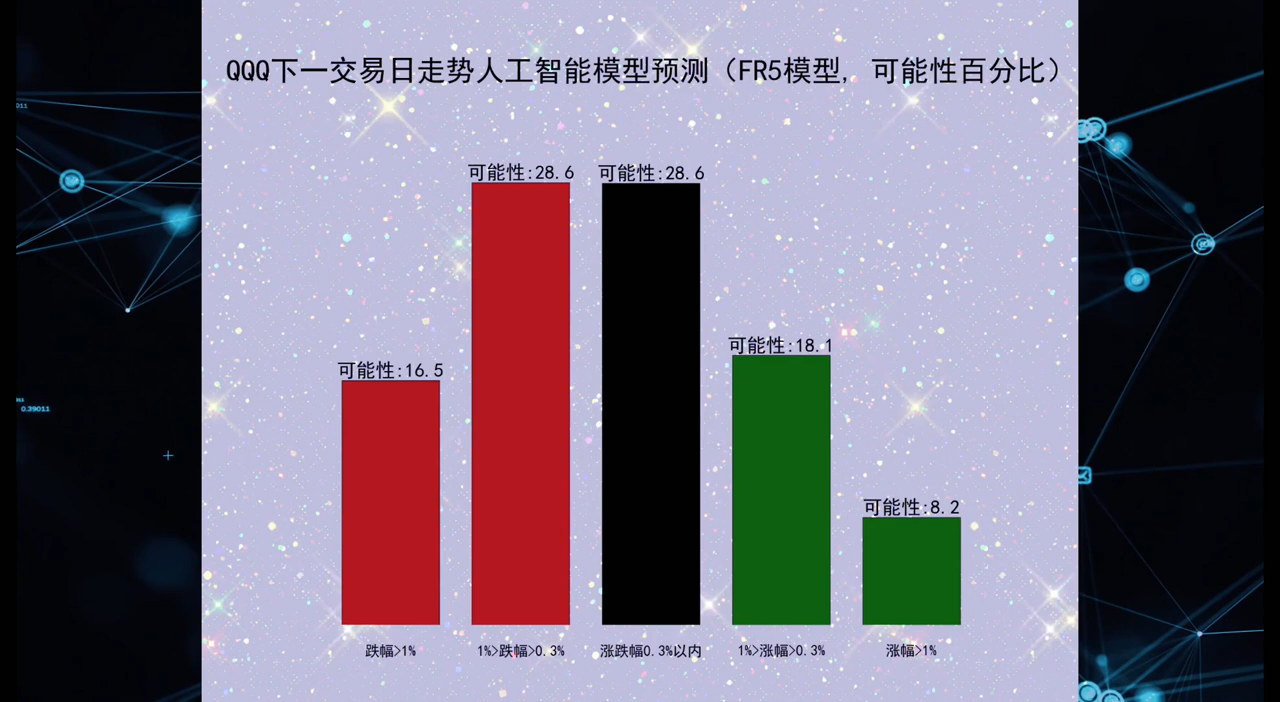 QQQ下一交易日走势人工智能模型预测（FR5模型, 可能性百分比）
可能性:28.6
可能性:28.6
可能性:18.1
可能性:16.5
可能性:8.2
跌幅>1%
1%>跌幅>0.3%
涨跌幅0.3%以内
1%>涨幅>0.3%
涨幅>1%
0.39011